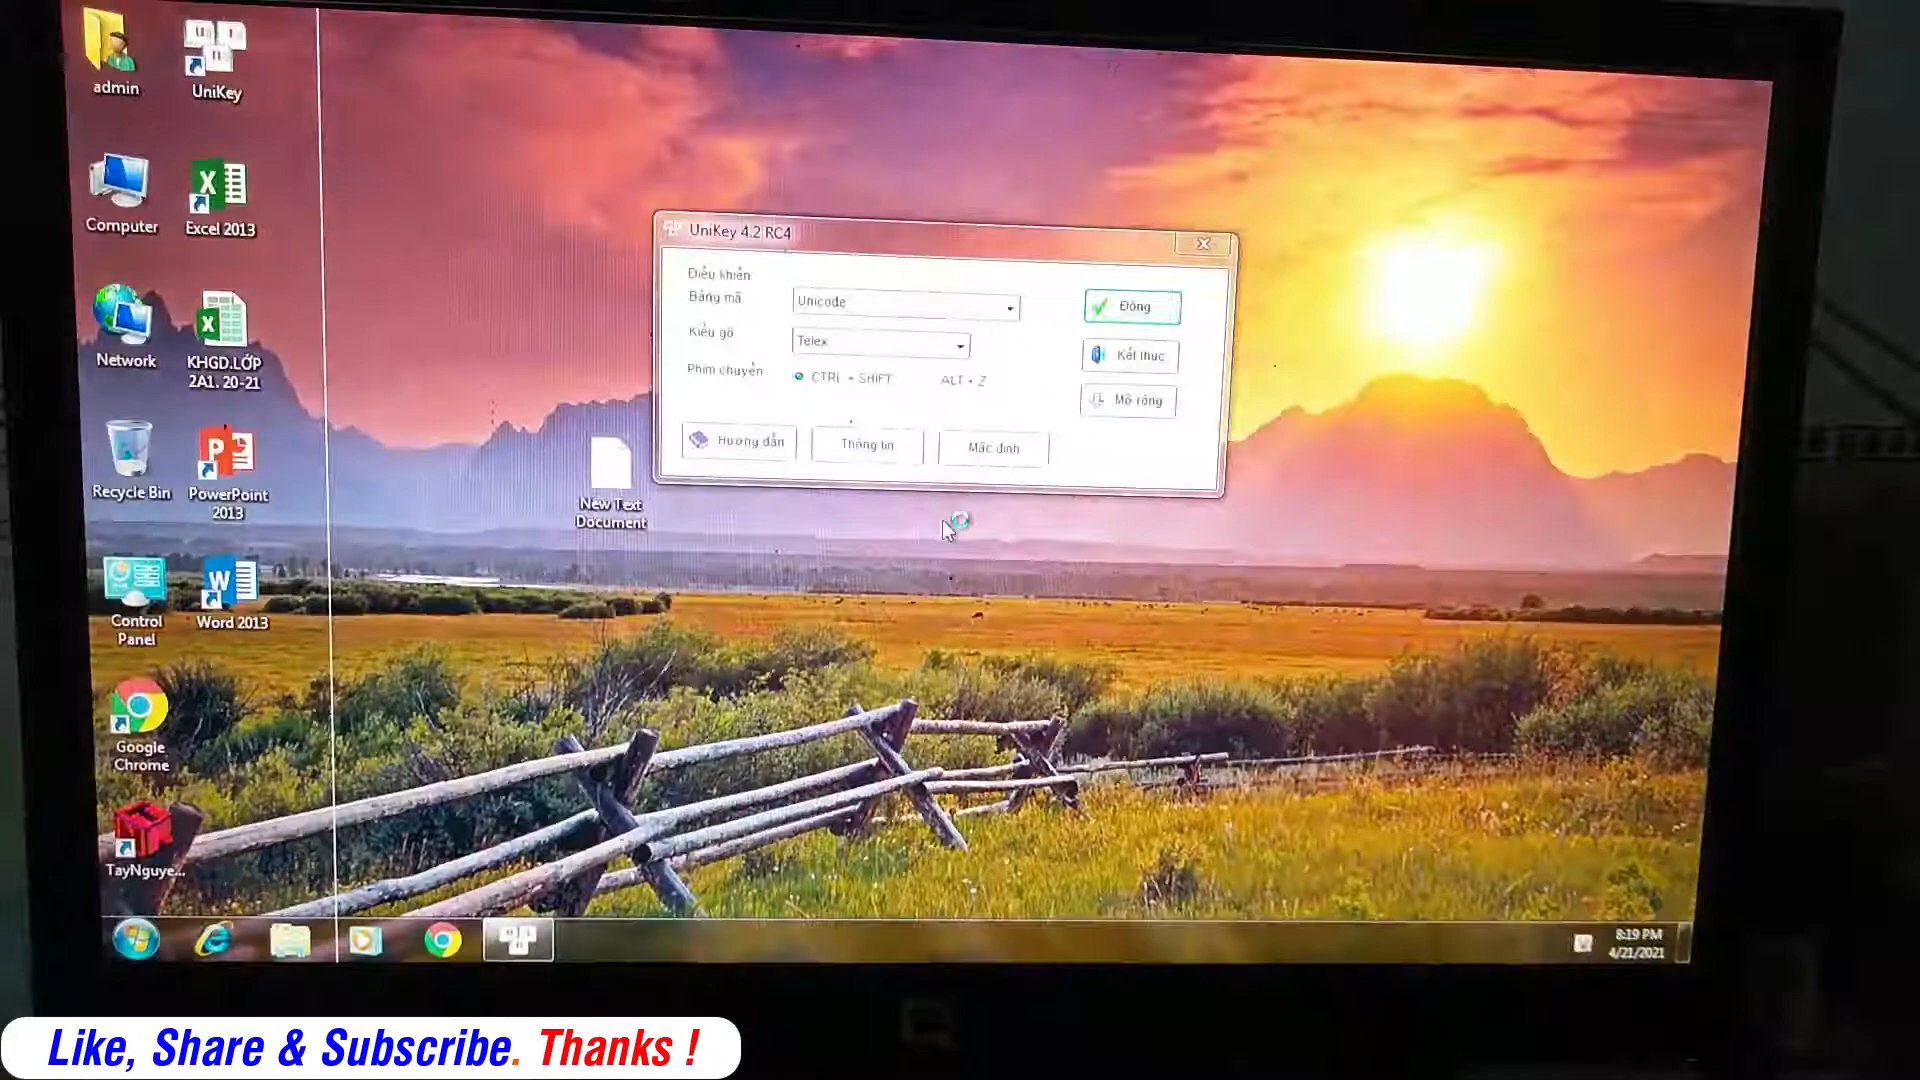 admin
UniKey
Computer
Excel 2013
Network
KHGD.LỚP
2A1. 20-21
Recycle Bin
PowerPoint
2013
Control
Panel
Word 2013
Google
Chrome
TayNguye...
New Text
Document
UniKey 4.2 RC4
Điều khiển
Bảng mã
Unicode
Đóng
Kiểu gõ
Telex
Kết thúc
Phím chuyển
CTRL + SHIFT
ALT + Z
Mở rộng
Hướng dẫn
Thông tin
Mặc định
V
8:19 PM
4/21/2021
Like, Share & Subscribe. Thanks !